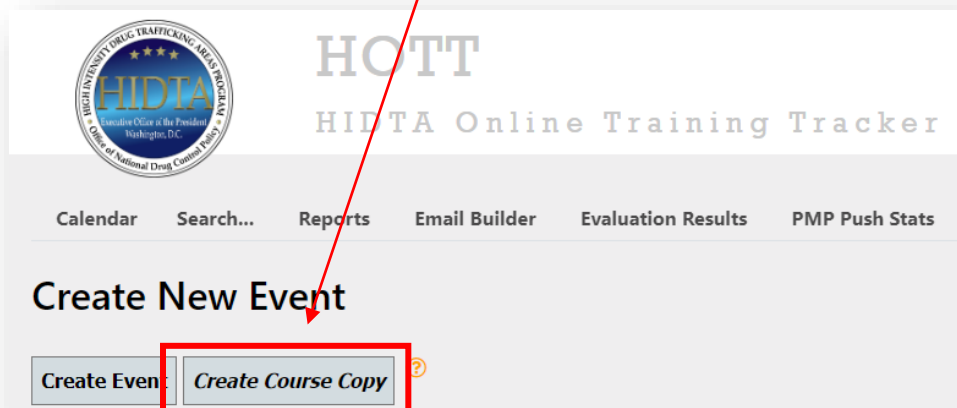 HIGH INTENSITY DRUG TRAFFICKING AREAS PROGRAM
HIDTA
Executive Office of the President
Washington, D.C.
Office of National Drug Control Policy
HOTT
HIDTA Online Training Tracker
Calendar Search... Reports Email Builder Evaluation Results PMP Push Stats
Create New Event
Create Event Create Course Copy ?